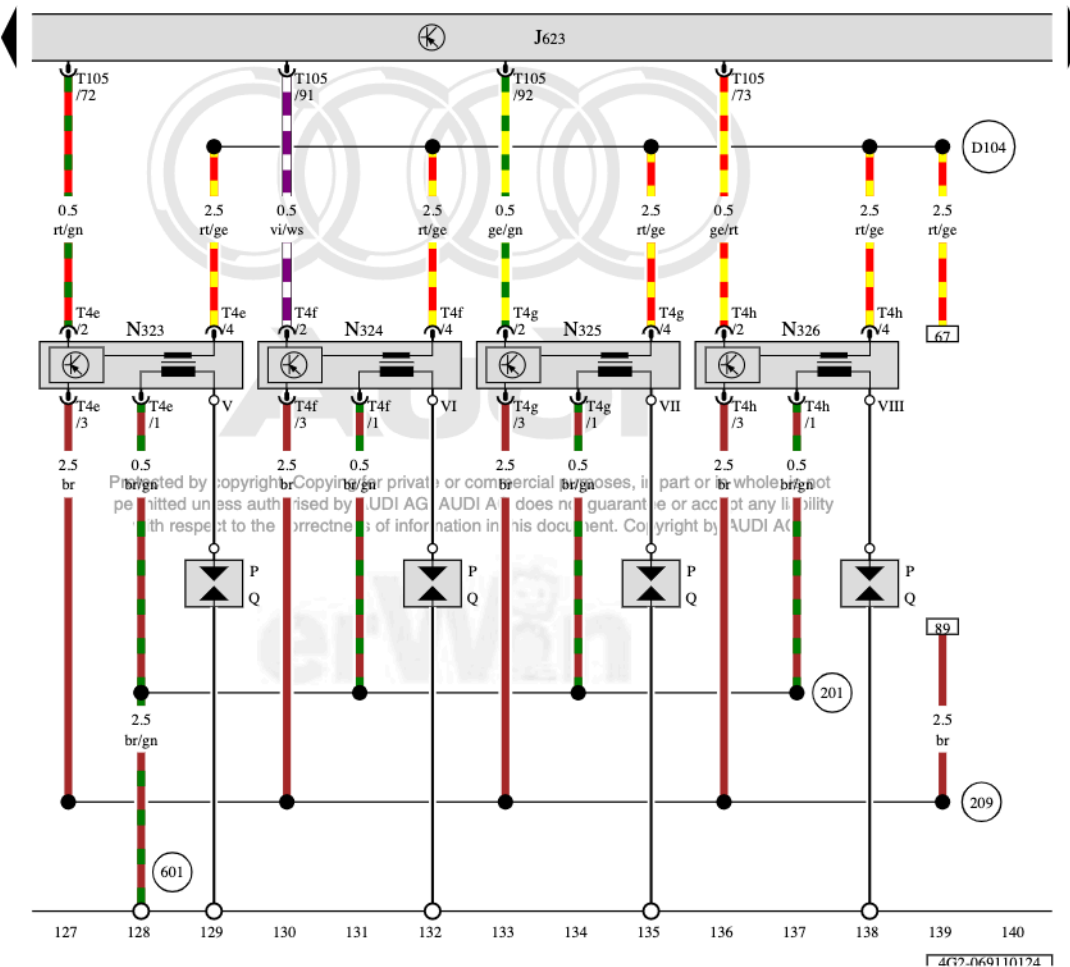 J623
T105 T105 T105 T105
/72 /91 /92 /73
D104
0.5 2.5 0.5 2.5 0.5 2.5 0.5 2.5 2.5
rt/gn rt/ge vi/ws rt/ge ge/gn rt/ge ge/rt rt/ge rt/ge
T4e T4e T4f T4f T4g T4g T4h T4h
/2 N323 /4 /2 N324 /4 /2 N325 /4 /2 N326 /4 67
Audi
T4e T4e V T4f T4f VI T4g T4g VII T4h T4h VIII
/3 /1 /3 /1 /3 /1 /3 /1
2.5 0.5 2.5 0.5 2.5 0.5 2.5 0.5
br br/gn br br/gn br br/gn br br/gn
Protected by copyright. Copying for private or commercial purposes, in part or in whole, is not
permitted unless authorised by AUDI AG. AUDI AG does not guarantee or accept any liability
with respect to the correctness of information in this document. Copyright by AUDI AG.
P P P P
Q Q Q Q
erWin
89
201
2.5 2.5
br/gn br
209
601
127 128 129 130 131 132 133 134 135 136 137 138 139 140
4G2-069110124